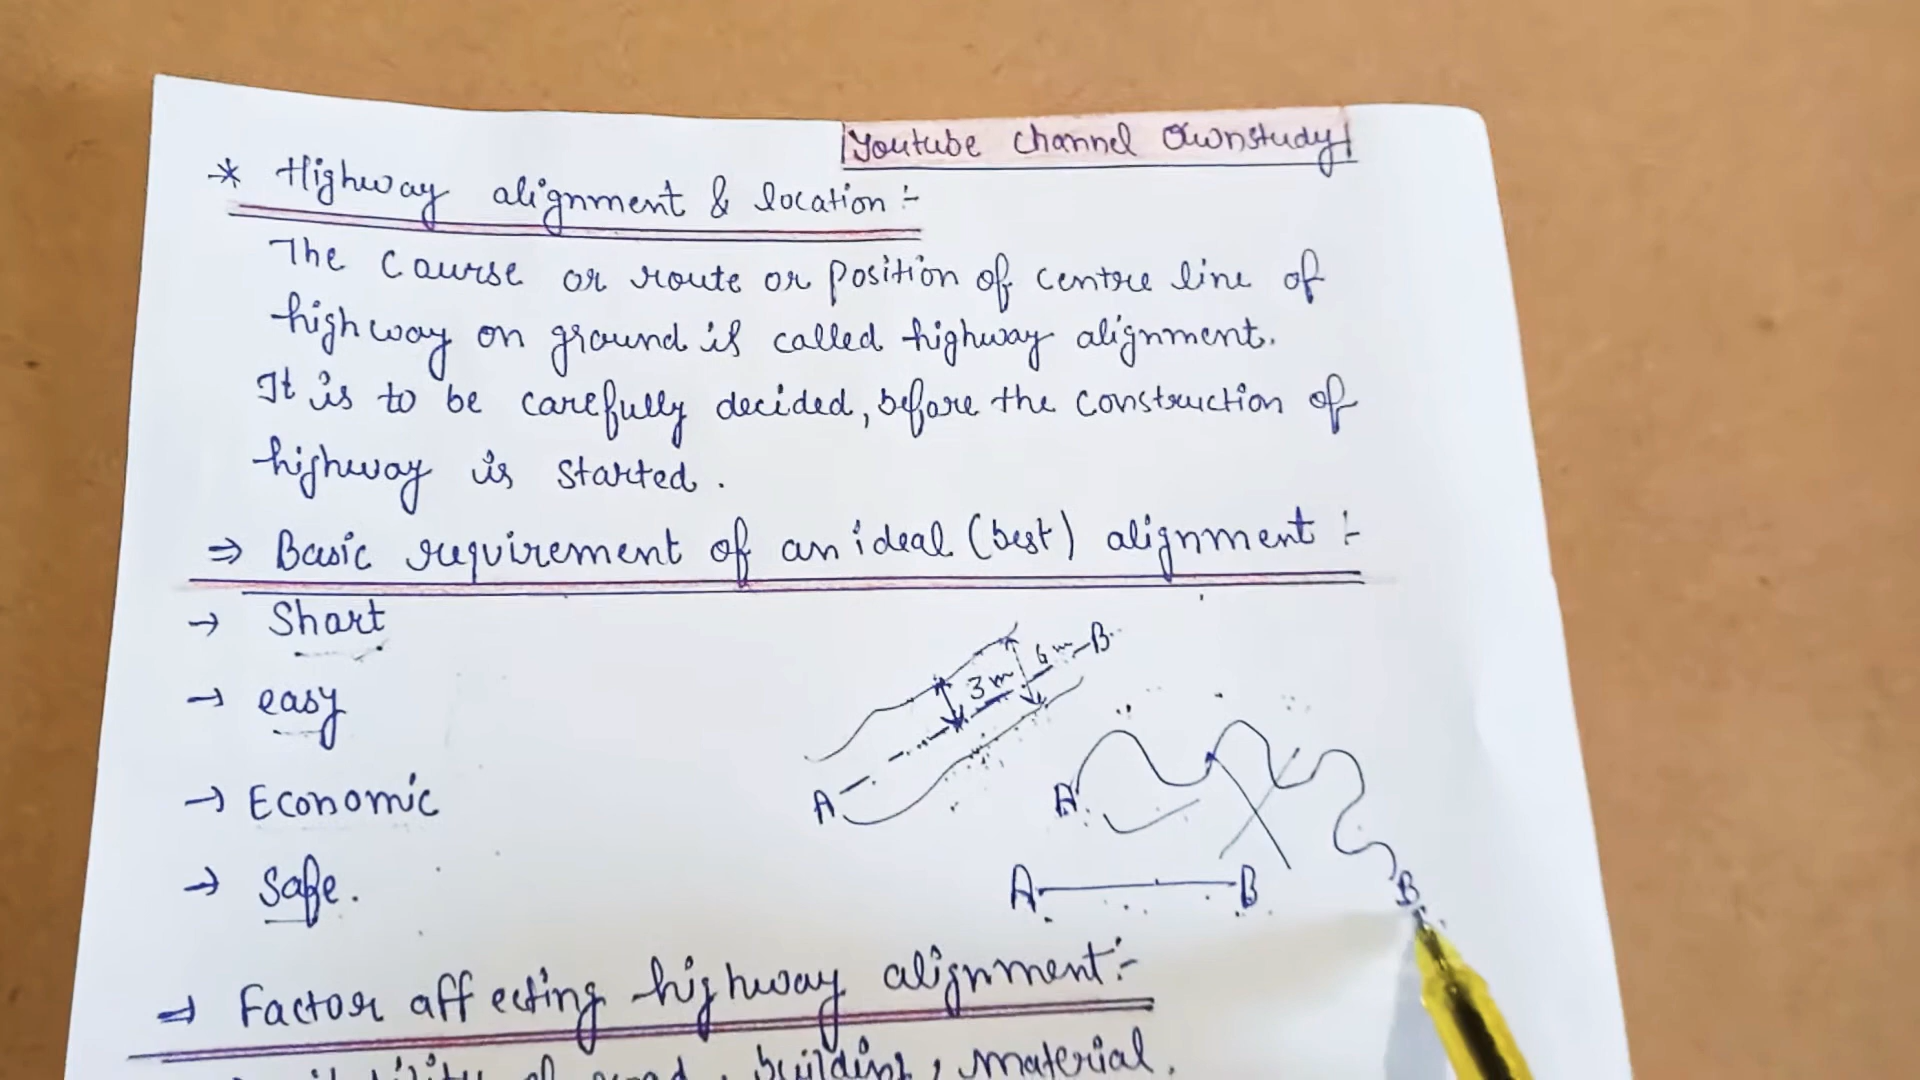 Youtube channel Ownstudy
* Highway alignment & location :-
The course or route or position of centre line of
highway on ground is called highway alignment.
It is to be carefully decided, before the construction of
highway is started.
⇒ Basic requirement of an ideal (best) alignment :-
→ Short
→ easy
→ Economic
→ Safe.
A 3m 6m B
A B
A B
⇒ Factor affecting highway alignment :-
of road, building, material.